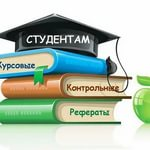 СТУДЕНТАМ
Курсовые
Контрольные
Рефераты